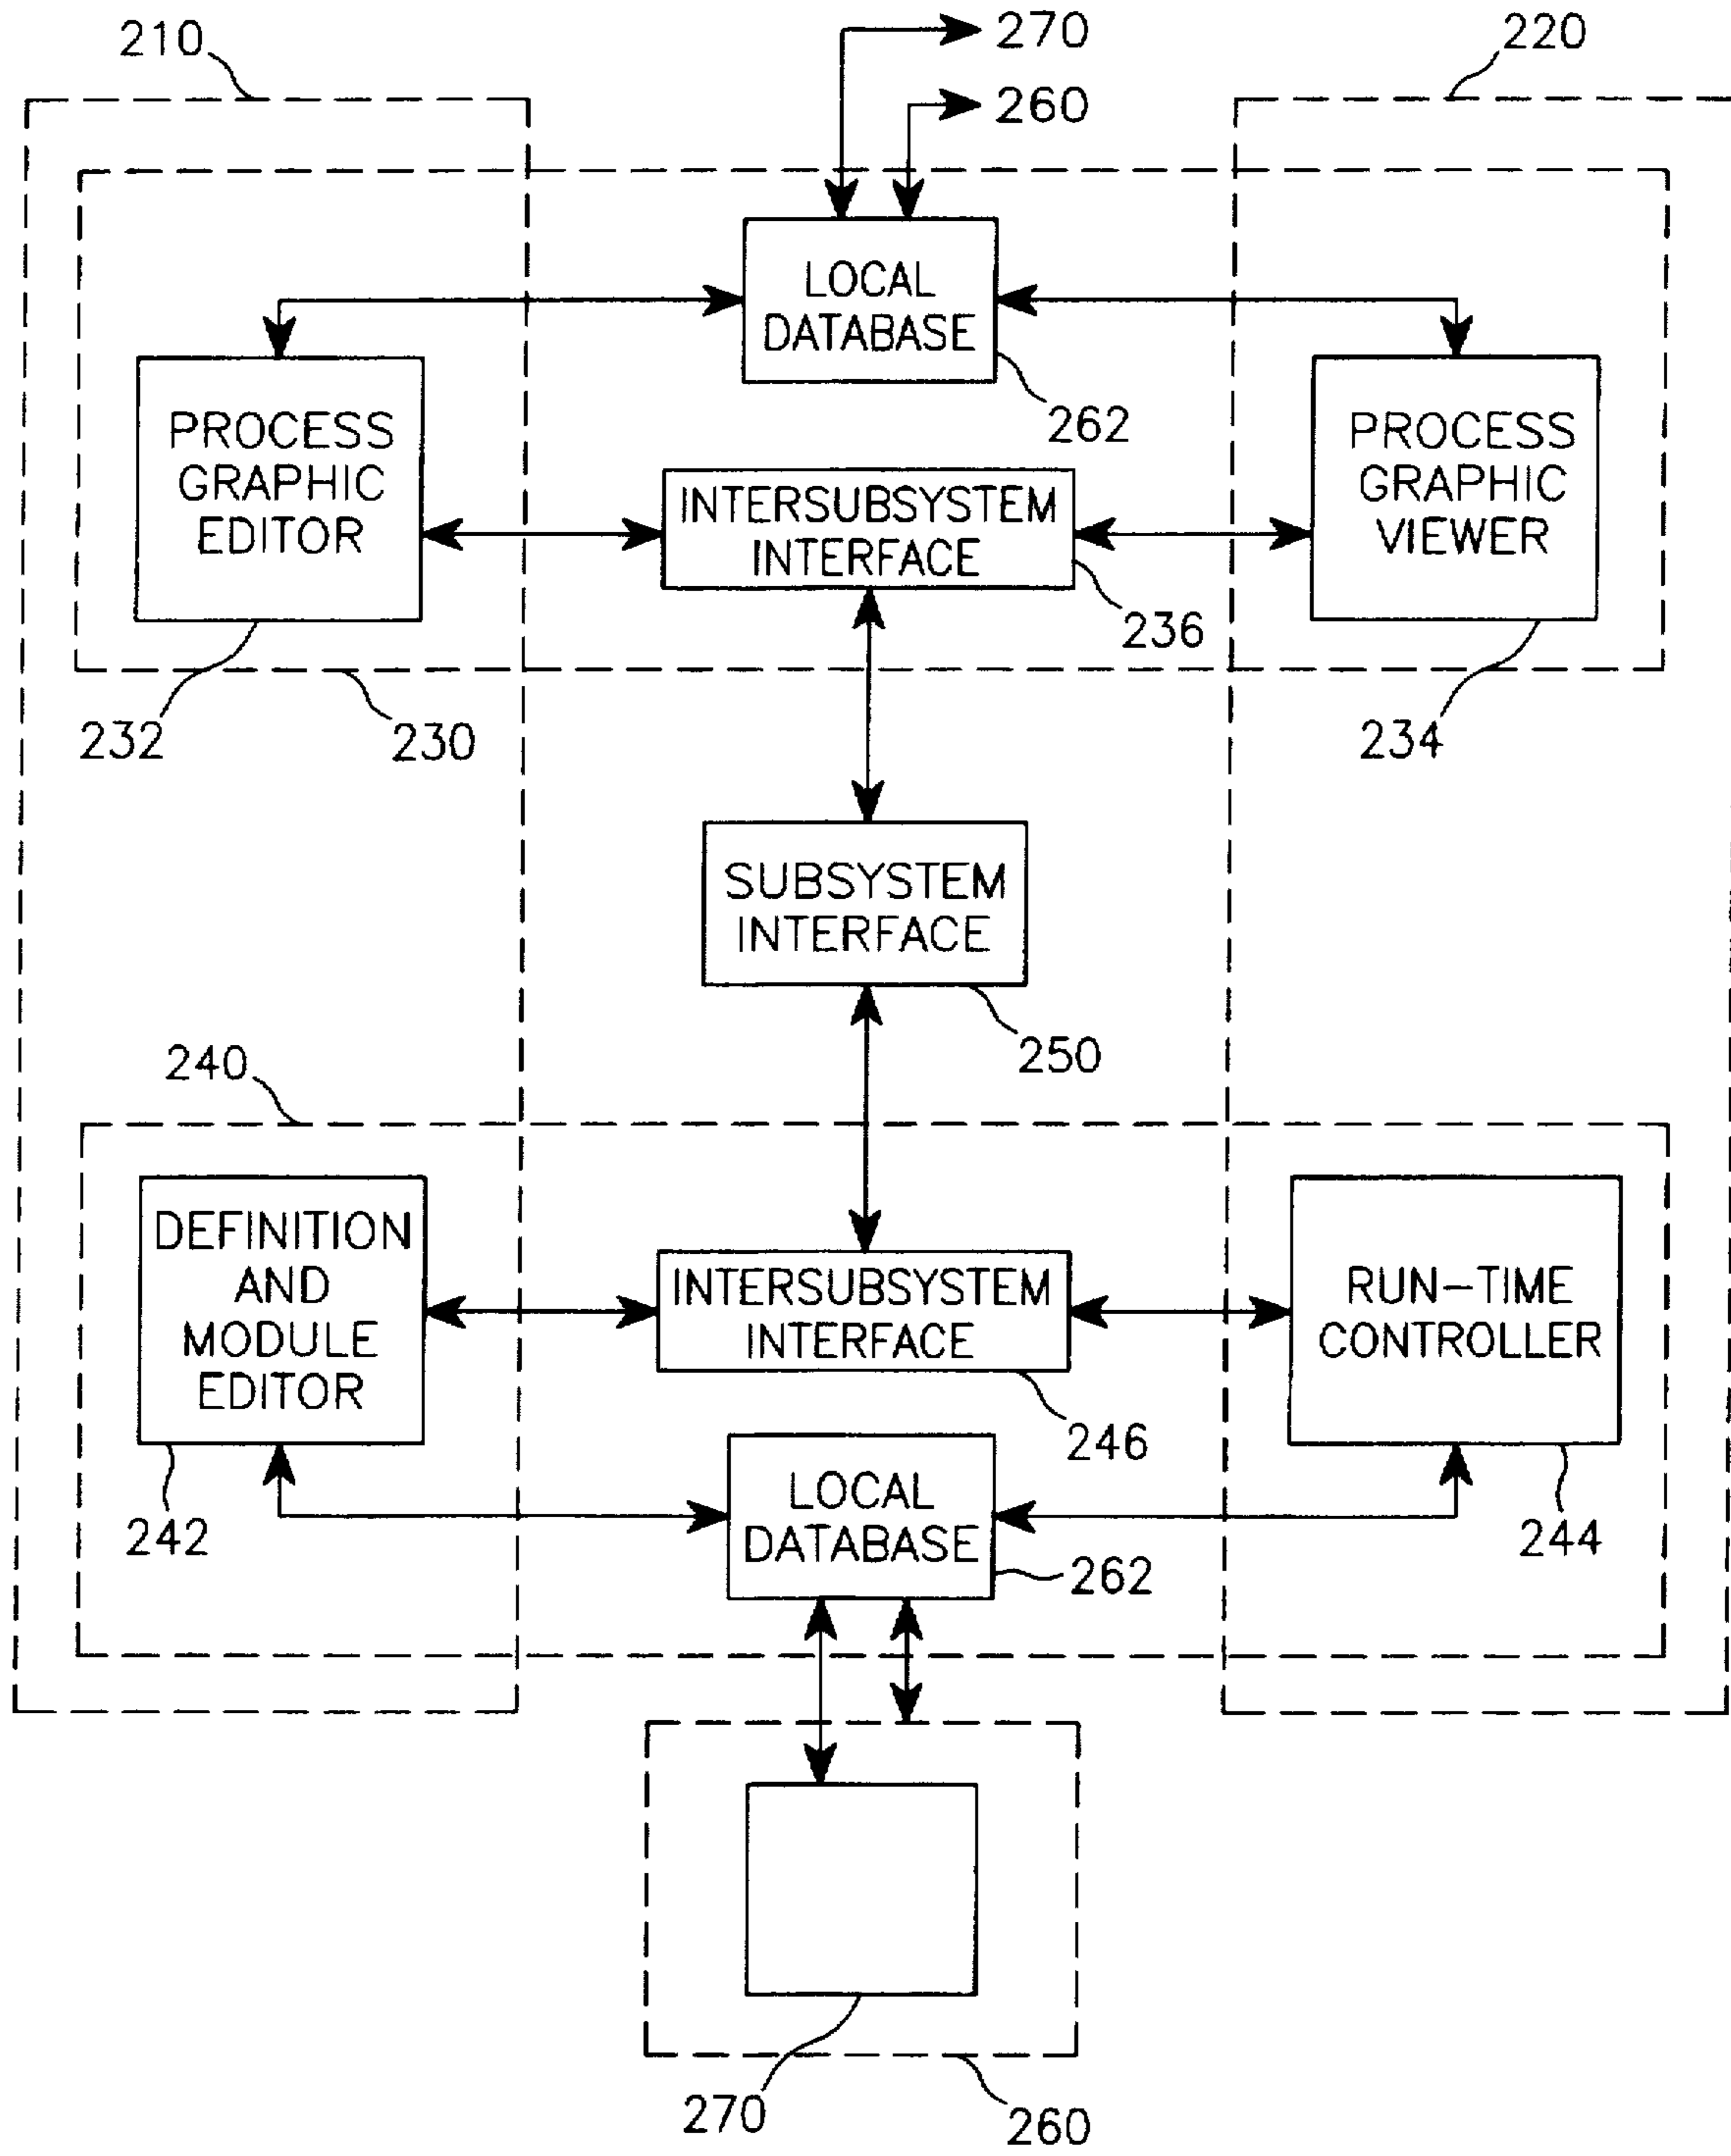 210
270
220
260
LOCAL
DATABASE
262
PROCESS
GRAPHIC
EDITOR
INTERSUBSYSTEM
INTERFACE
236
PROCESS
GRAPHIC
VIEWER
232
230
234
SUBSYSTEM
INTERFACE
250
240
DEFINITION
AND
MODULE
EDITOR
INTERSUBSYSTEM
INTERFACE
246
RUN-TIME
CONTROLLER
242
LOCAL
DATABASE
262
244
270
260